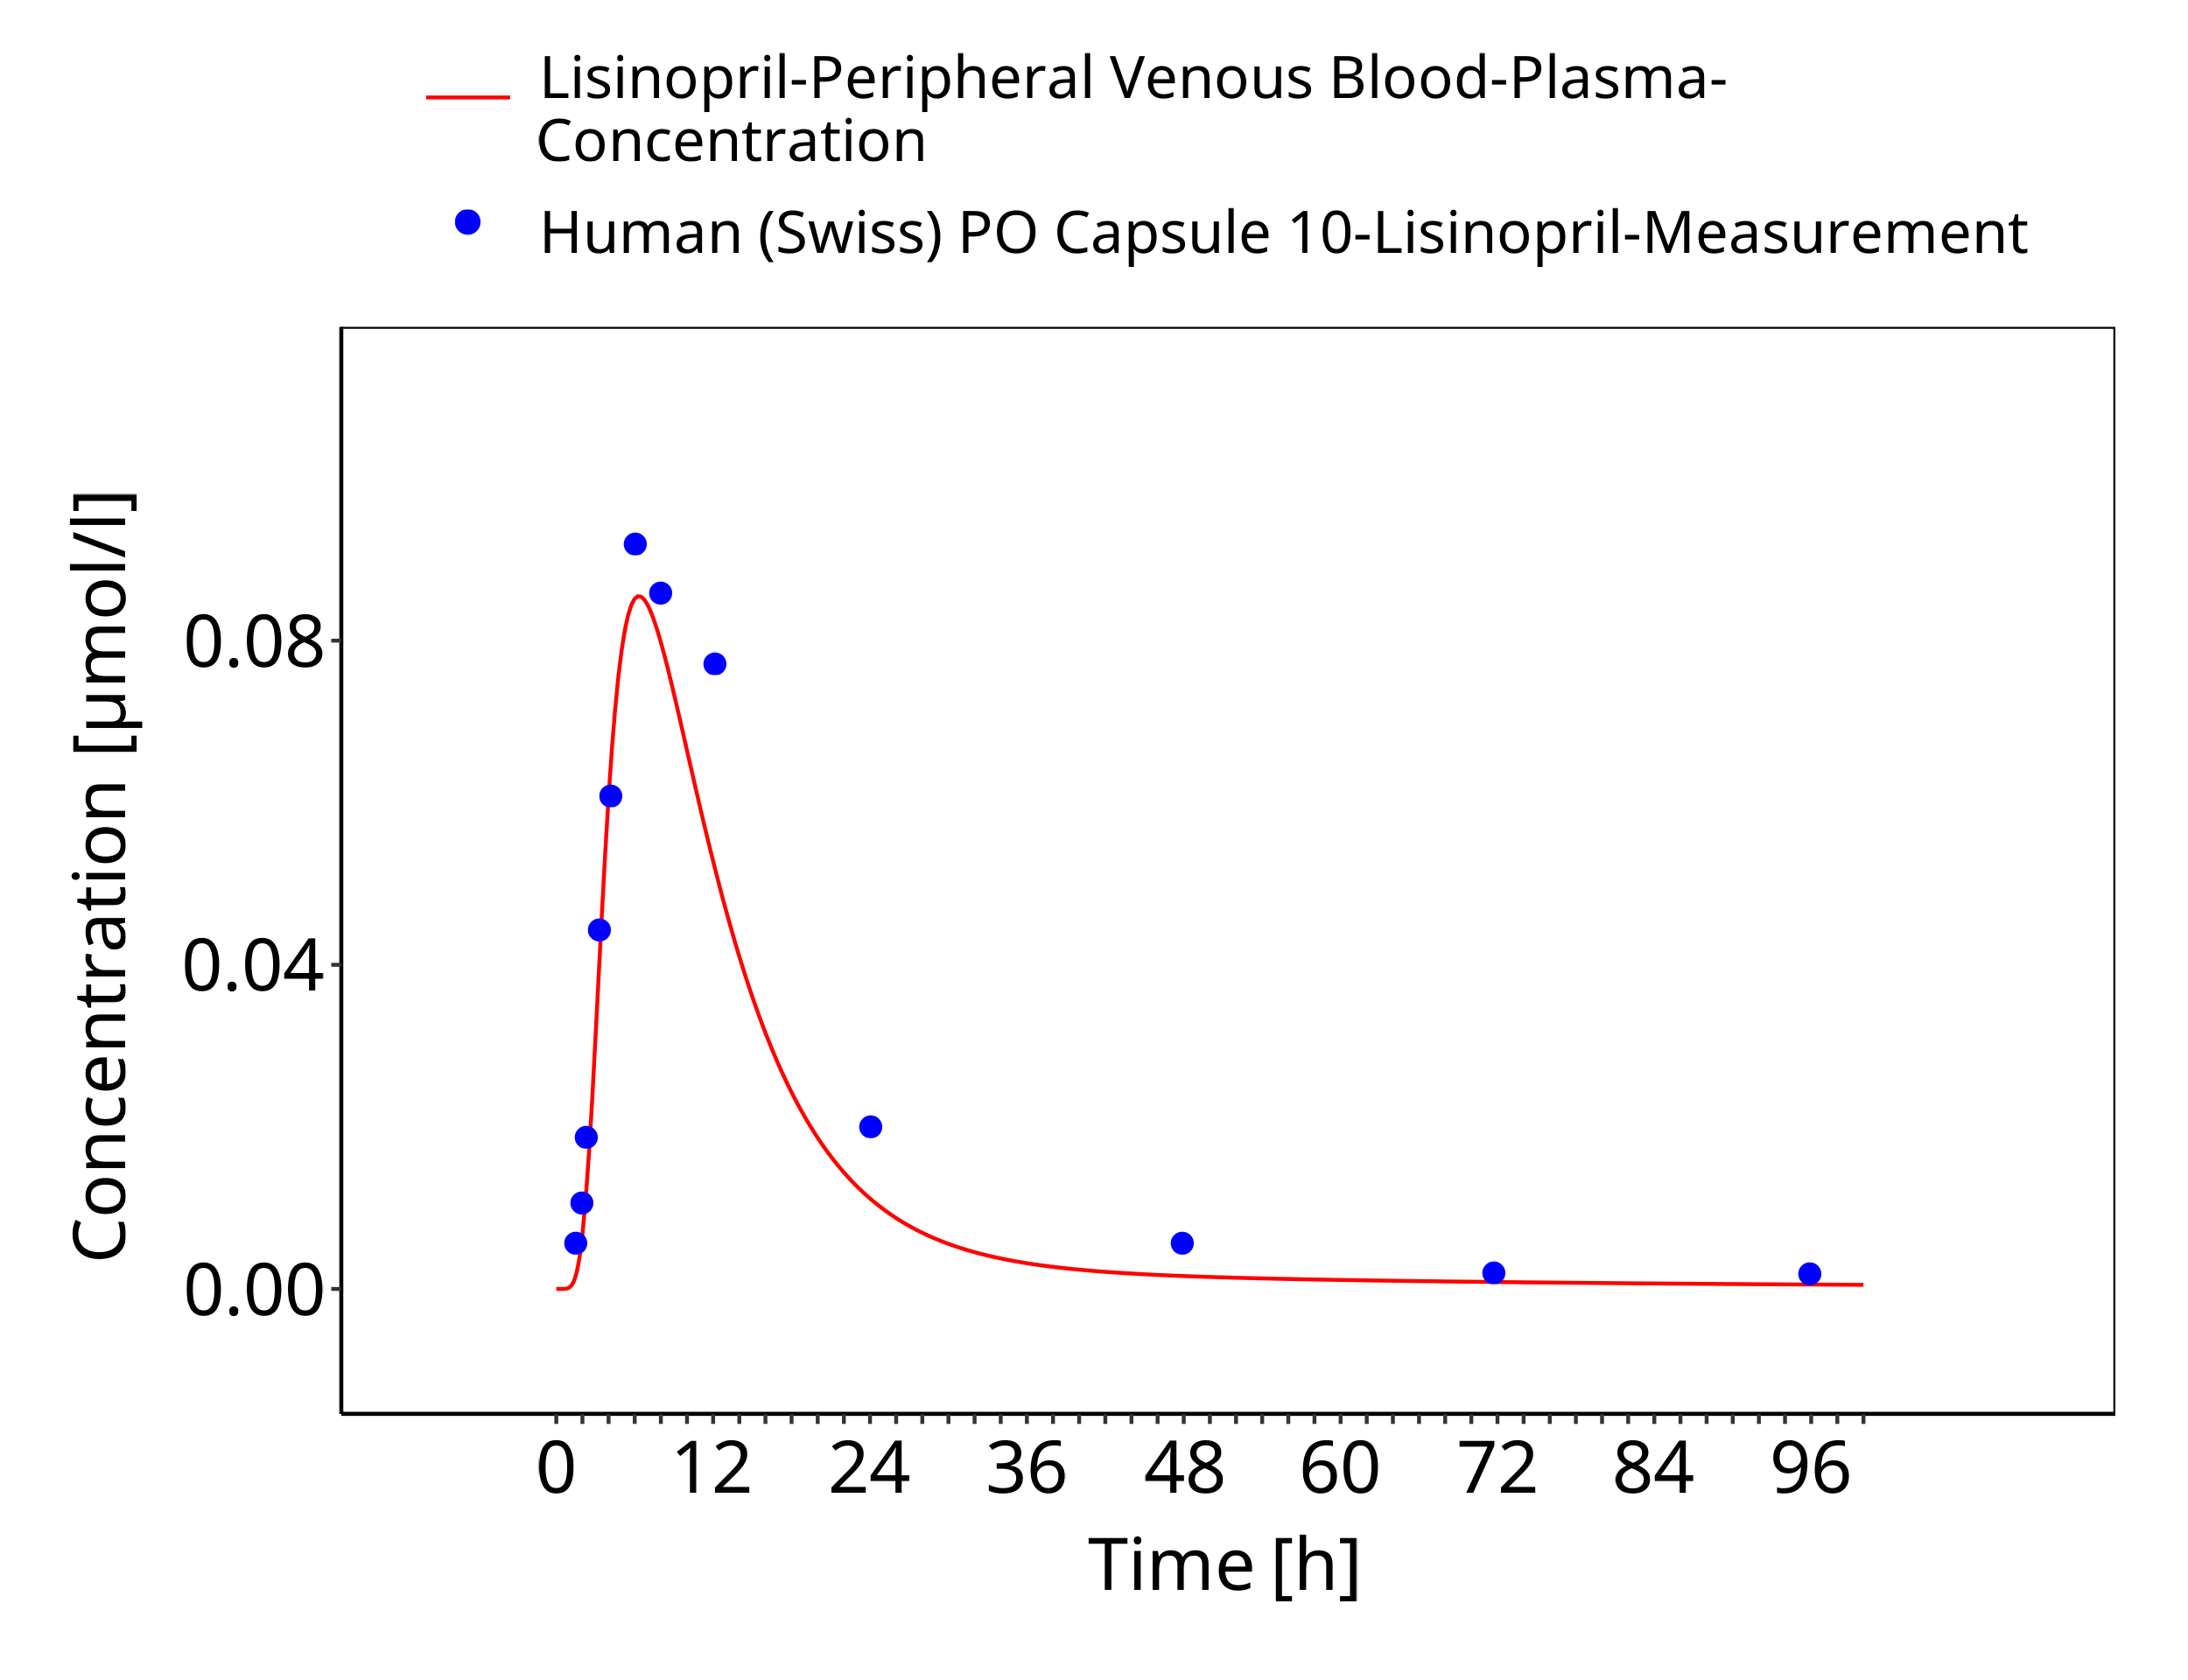 Lisinopril-Peripheral Venous Blood-Plasma-
Concentration
Human (Swiss) PO Capsule 10-Lisinopril-Measurement
Concentration [µmol/l]
0.08
0.04
0.00
0 12 24 36 48 60 72 84 96
Time [h]